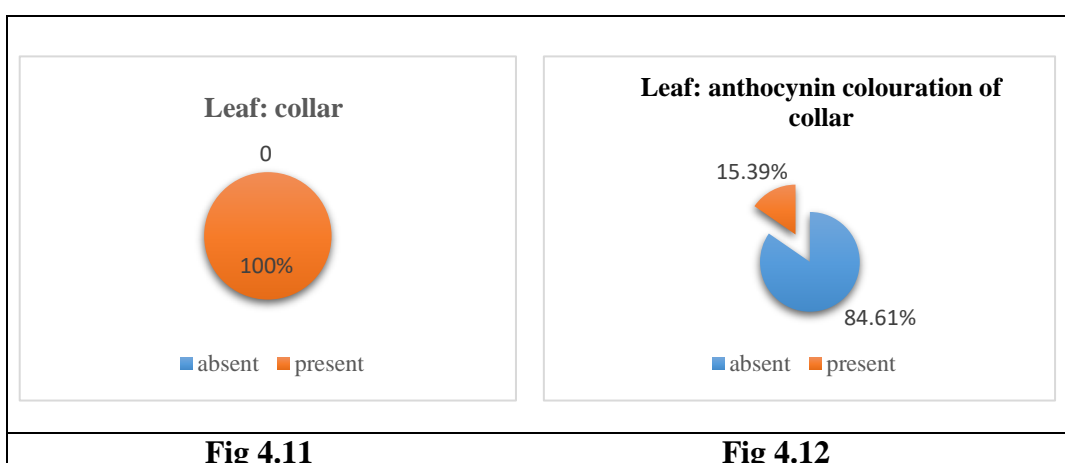 Leaf: collar
0
100%
absent present
Leaf: anthocynin colouration of
collar
15.39%
84.61%
absent present
Fig 4.11
Fig 4.12